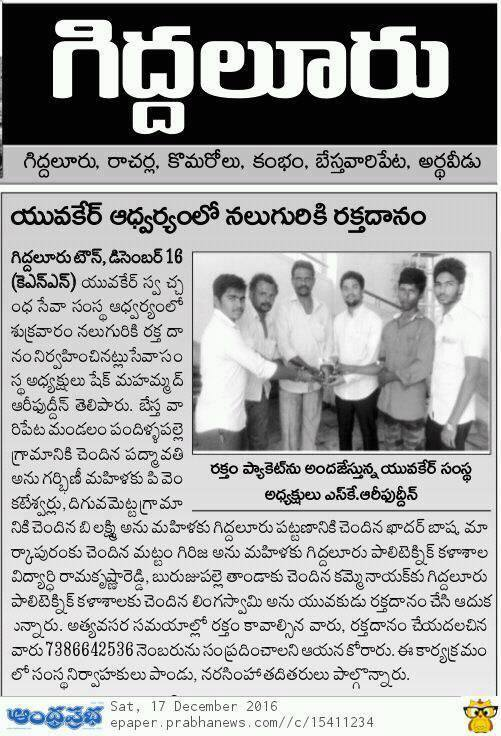 గిద్దలూరు
గిద్దలూరు, రాచర్ల, కొమరోలు, కంభం, బేస్తవారిపేట, అర్థవీడు
యువకేర్ ఆధ్వర్యంలో నలుగురికి రక్తదానం
గిద్దలూరు టౌన్, డిసెంబర్ 16
(కెఎన్ఎన్) యువకేర్ స్వ చ్ఛ
ంధ సేవా సంస్థ ఆధ్వర్యంలో
శుక్రవారం నలుగురికి రక్త దా
నం నిర్వహించినట్లు సేవా సం
స్థ అధ్యక్షులు షేక్ మహమ్మద్
ఆరీఫుద్దీన్ తెలిపారు. బేస్త వా
రిపేట మండలం పందిళ్ళపల్లె
గ్రామానికి చెందిన పద్మావతి
అను గర్భిణీ మహిళకు పి వెం
కటేశ్వర్లు, దిగువమెట్ట గ్రా మా
రక్తం ప్యాకెట్‌ను అందజేస్తున్న యువకేర్ సంస్థ
అధ్యక్షులు ఎస్‌కే.ఆరీఫుద్దీన్
నికి చెందిన బి లక్ష్మి అను మహిళకు గిద్దలూరు పట్టణానికి చెందిన ఖాదర్ బాష, మా
ర్కాపురంకు చెందిన మట్టం గిరిజ అను మహిళకు గిద్దలూరు పాలిటెక్నిక్ కళాశాల
విద్యార్థి రామకృష్ణారెడ్డి, బురుజుపల్లె తాండాకు చెందిన కమ్మెనాయక్‌కు గిద్దలూరు
పాలిటెక్నిక్ కళాశాలకు చెందిన లింగస్వామి అను యువకుడు రక్తదానం చేసి ఆదుక
ున్నారు. అత్యవసర సమయాల్లో రక్తం కావాల్సిన వారు, రక్తదానం చేయదలచిన
వారు 7386642536 నెంబరును సంప్రదించాలని ఆయన కోరారు. ఈ కార్యక్రమం
లో సంస్థ నిర్వాహకులు పాండు, నరసింహా తదితరులు పాల్గొన్నారు.
ఆంధ్రప్రభ
Sat, 17 December 2016
epaper.prabhanews.com//c/15411234